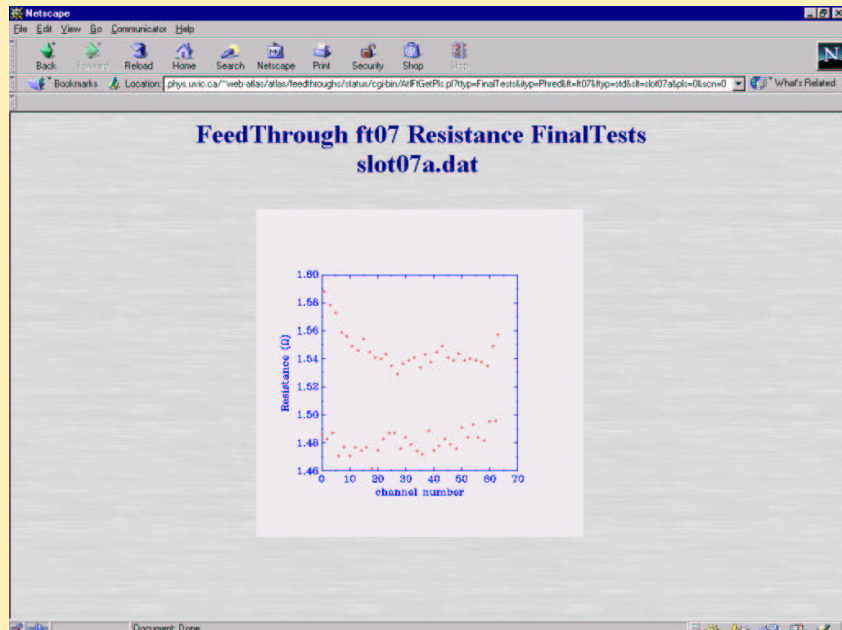 Netscape
File Edit View Go Communicator Help
Back Forward Reload Home Search Netscape Print Security Shop Stop
Bookmarks Location: phys.uvic.ca/~web-atlas/atlas/feedthroughs/status/cgi-bin/AtlFtGetPls.pl?ttyp=FinalTests&ityp=Phred&ft=ft07&ftyp=std&slt=slot07a&pls=0&scn=0 What's Related
FeedThrough ft07 Resistance FinalTests
slot07a.dat
1.60
1.58
1.56
1.54
1.52
1.50
1.48
1.46
Resistance (Ω)
0 10 20 30 40 50 60 70
channel number
Document: Done